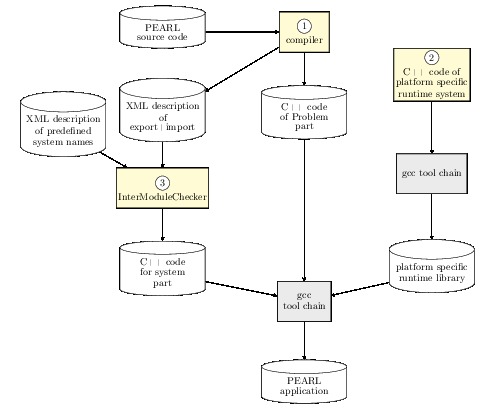 PEARL
source code
1
compiler
2
C++ code of
platform specific
runtime system
XML description
of predefined
system names
XML description
of
export+import
C++ code
of Problem
part
gcc tool chain
3
InterModuleChecker
C++ code
for system
part
platform specific
runtime library
gcc
tool chain
PEARL
application